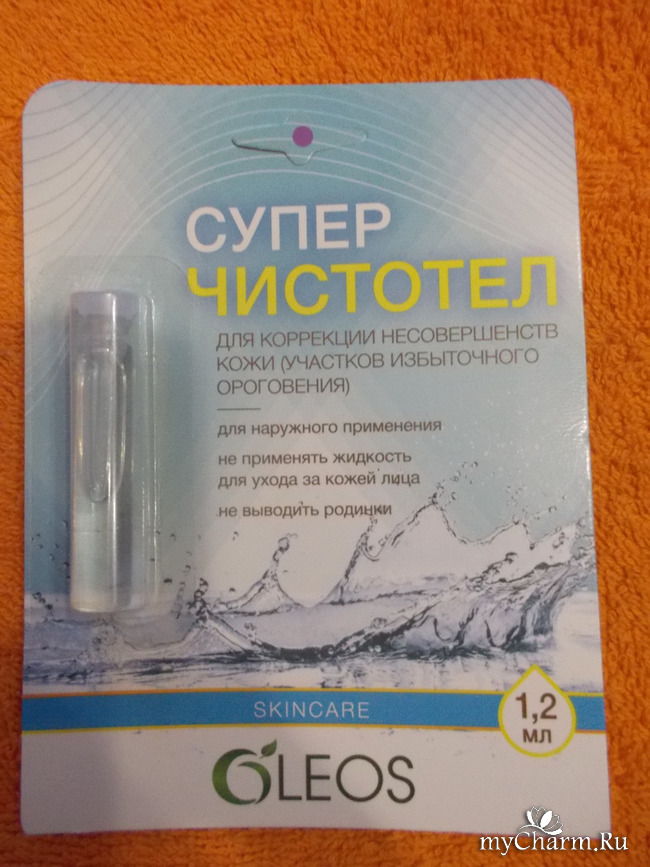 СУПЕР
ЧИСТОТЕЛ
ДЛЯ КОРРЕКЦИИ НЕСОВЕРШЕНСТВ
КОЖИ (УЧАСТКОВ ИЗБЫТОЧНОГО
ОРОГОВЕНИЯ)
для наружного применения
не применять жидкость
для ухода за кожей лица
не выводить родинки
SKINCARE
1,2
мл
OLEOS
myCharm.Ru